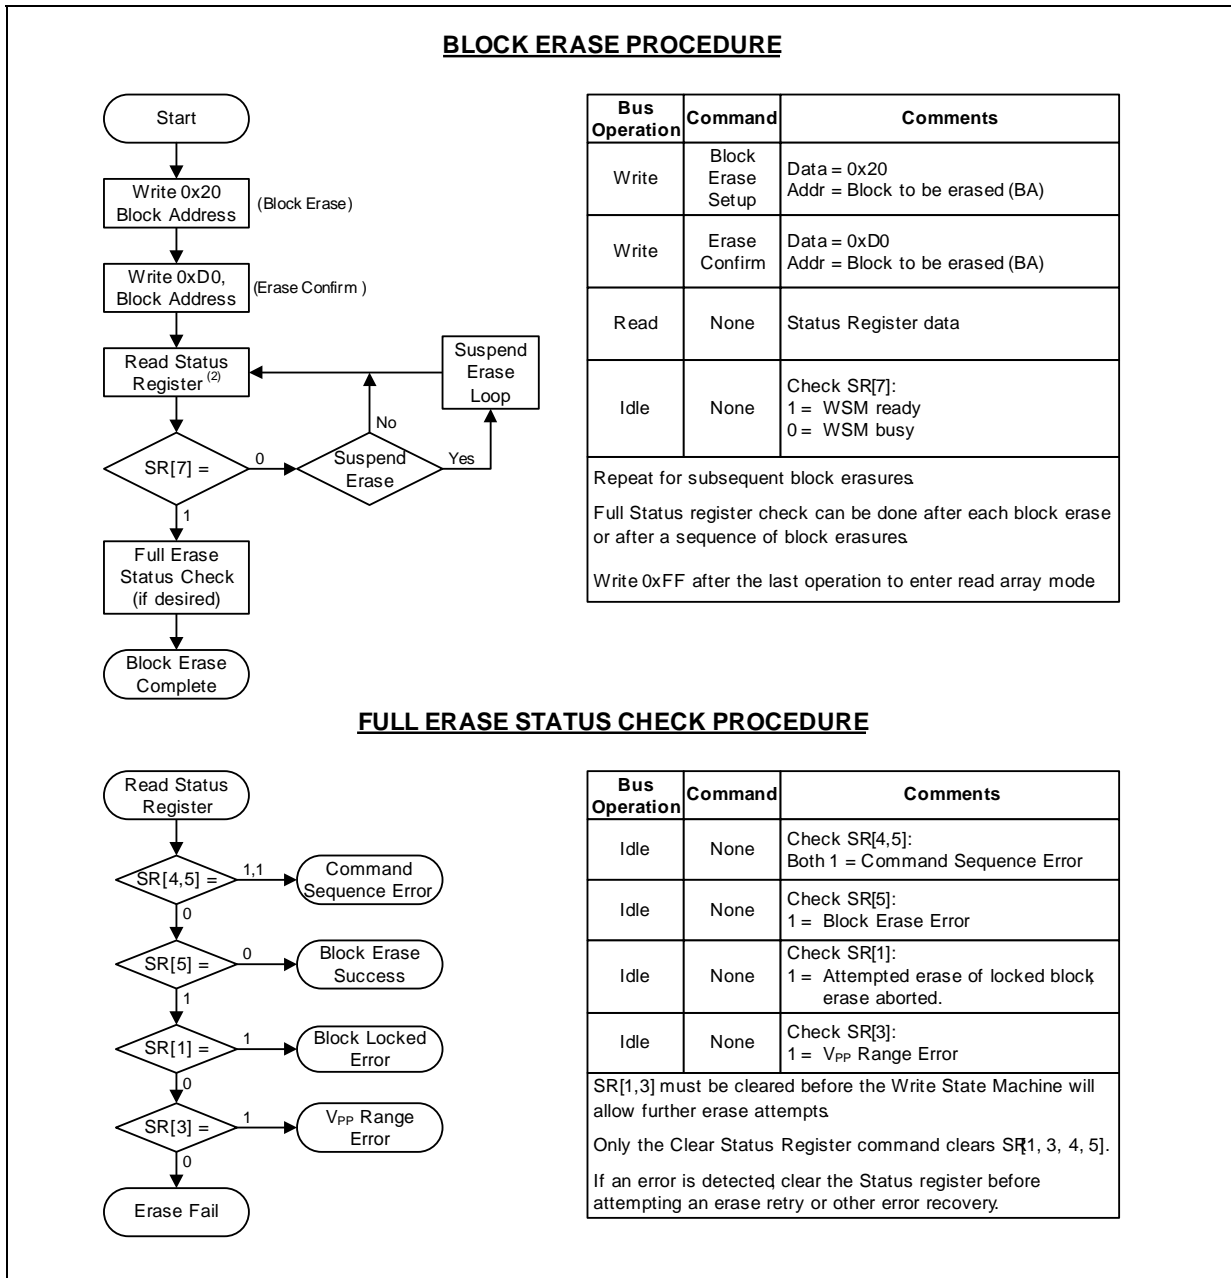 BLOCK ERASE PROCEDURE
Start
Write 0x20
Block Address
(Block Erase)
Write 0xD0,
Block Address
(Erase Confirm )
Read Status
Register (2)
Suspend
Erase
Loop
No
SR[7] =
0
Suspend
Erase
Yes
1
Full Erase
Status Check
(if desired)
Block Erase
Complete
Bus
Operation
Command
Comments
Write
Block
Erase
Setup
Data = 0x20
Addr = Block to be erased (BA)
Write
Erase
Confirm
Data = 0xD0
Addr = Block to be erased (BA)
Read
None
Status Register data
Idle
None
Check SR[7]:
1 = WSM ready
0 = WSM busy
Repeat for subsequent block erasures.
Full Status register check can be done after each block erase
or after a sequence of block erasures.
Write 0xFF after the last operation to enter read array mode
FULL ERASE STATUS CHECK PROCEDURE
Read Status
Register
SR[4,5] =
1,1
Command
Sequence Error
0
SR[5] =
0
Block Erase
Success
1
SR[1] =
1
Block Locked
Error
0
SR[3] =
1
VPP Range
Error
0
Erase Fail
Bus
Operation
Command
Comments
Idle
None
Check SR[4,5]:
Both 1 = Command Sequence Error
Idle
None
Check SR[5]:
1 = Block Erase Error
Idle
None
Check SR[1]:
1 = Attempted erase of locked block,
erase aborted.
Idle
None
Check SR[3]:
1 = VPP Range Error
SR[1,3] must be cleared before the Write State Machine will
allow further erase attempts.
Only the Clear Status Register command clears SR[1, 3, 4, 5].
If an error is detected, clear the Status register before
attempting an erase retry or other error recovery.